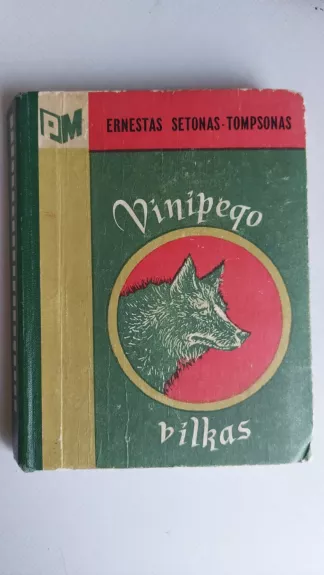 PM
ERNESTAS SETONAS-TOMPSONAS
Vinipego
vilkas